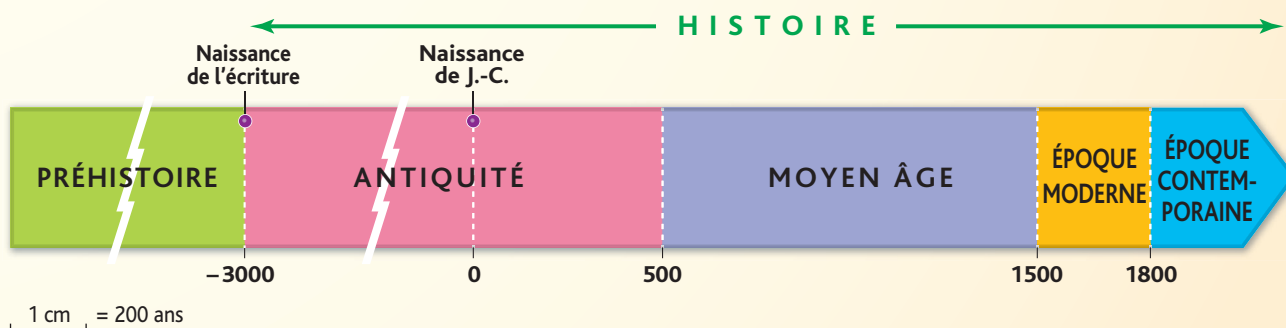 HISTOIRE
Naissance
de l'écriture
Naissance
de J.-C.
PRÉHISTOIRE
ANTIQUITÉ
MOYEN ÂGE
ÉPOQUE
MODERNE
ÉPOQUE
CONTEM-
PORAINE
–3000
0
500
1500
1800
1 cm = 200 ans